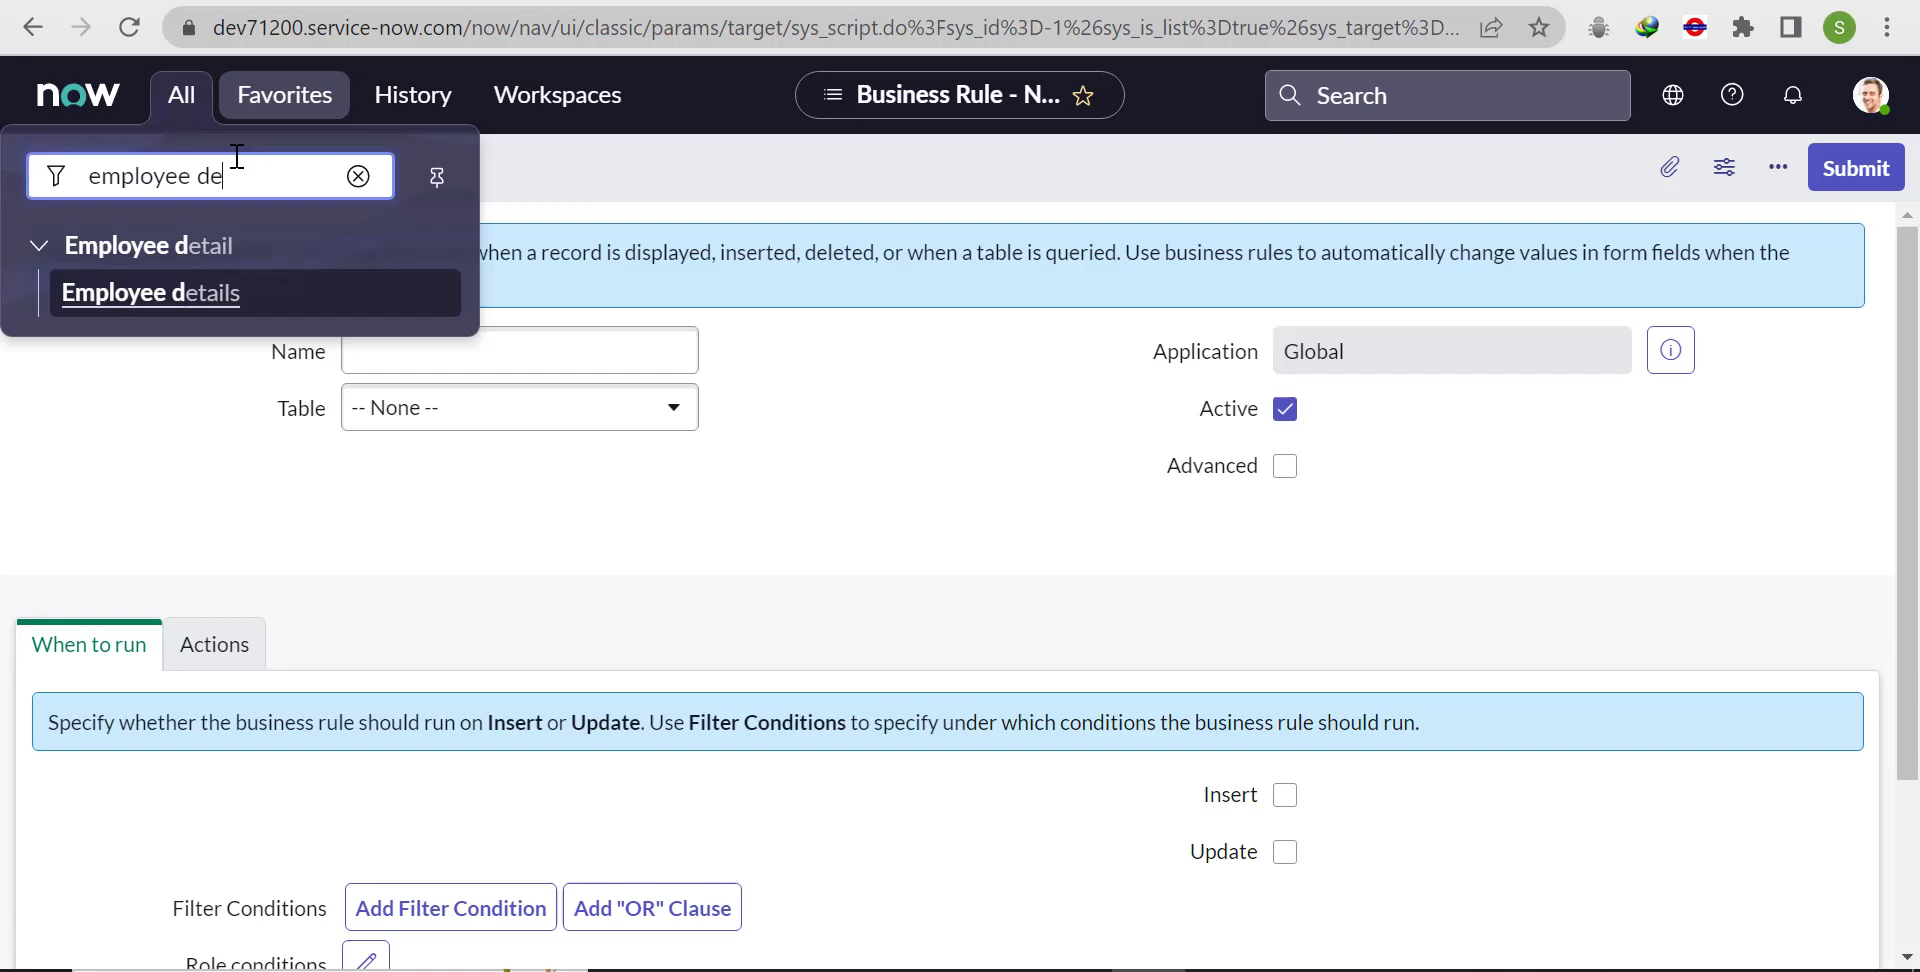 dev71200.service-now.com/now/nav/ui/classic/params/target/sys_script.do%3Fsys_id%3D-1%26sys_is_list%3Dtrue%26sys_target%3D...
S
now All Favorites History Workspaces Business Rule - N... Search
employee de
Submit
Employee detail
when a record is displayed, inserted, deleted, or when a table is queried. Use business rules to automatically change values in form fields when the
Employee details
Name
Application Global
Table -- None --
Active
Advanced
When to run Actions
Specify whether the business rule should run on Insert or Update. Use Filter Conditions to specify under which conditions the business rule should run.
Insert
Update
Filter Conditions Add Filter Condition Add "OR" Clause
Role conditions